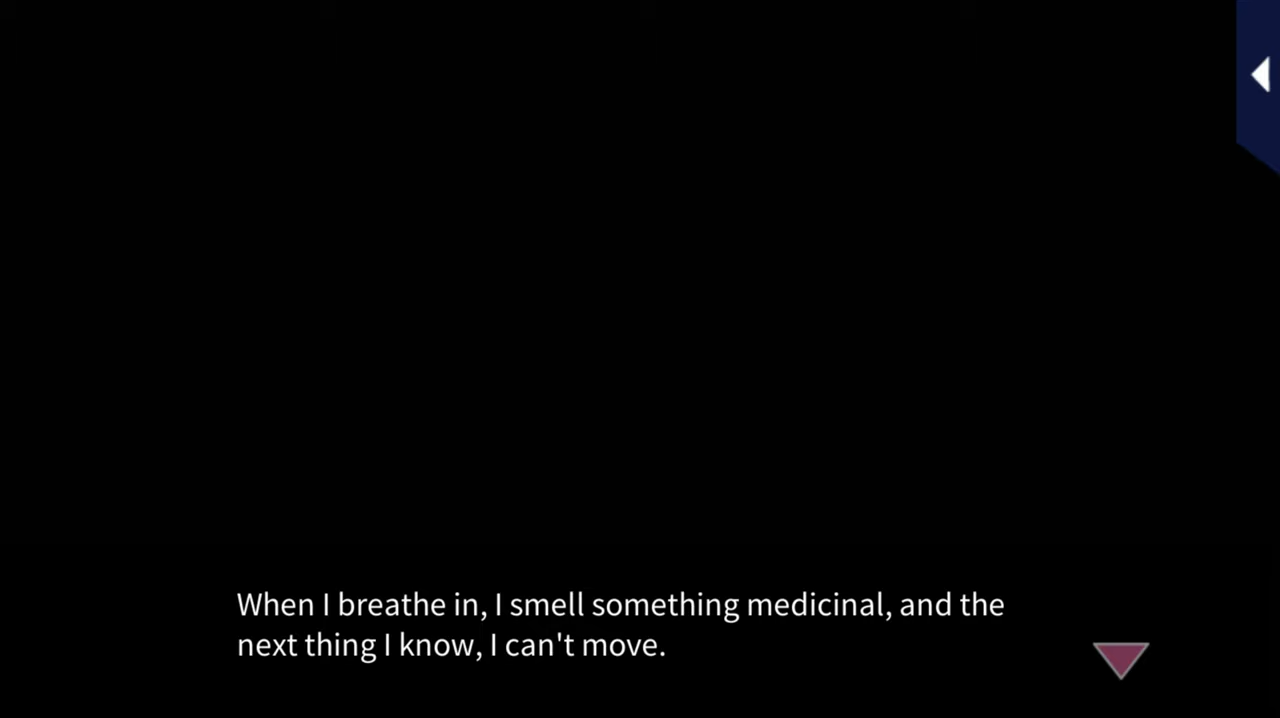 When I breathe in, I smell something medicinal, and the
next thing I know, I can't move.